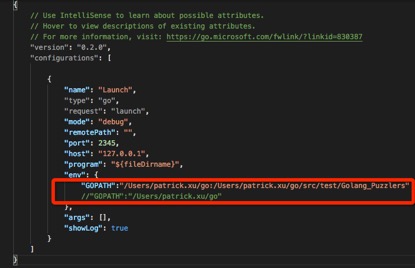 {
// Use IntelliSense to learn about possible attributes.
// Hover to view descriptions of existing attributes.
// For more information, visit: https://go.microsoft.com/fwlink/?linkid=830387
"version": "0.2.0",
"configurations": [
{
"name": "Launch",
"type": "go",
"request": "launch",
"mode": "debug",
"remotePath": "",
"port": 2345,
"host": "127.0.0.1",
"program": "${fileDirname}",
"env": {
"GOPATH":"/Users/patrick.xu/go:/Users/patrick.xu/go/src/test/Golang_Puzzlers"
//"GOPATH":"/Users/patrick.xu/go"
},
"args": [],
"showLog": true
}
]
}